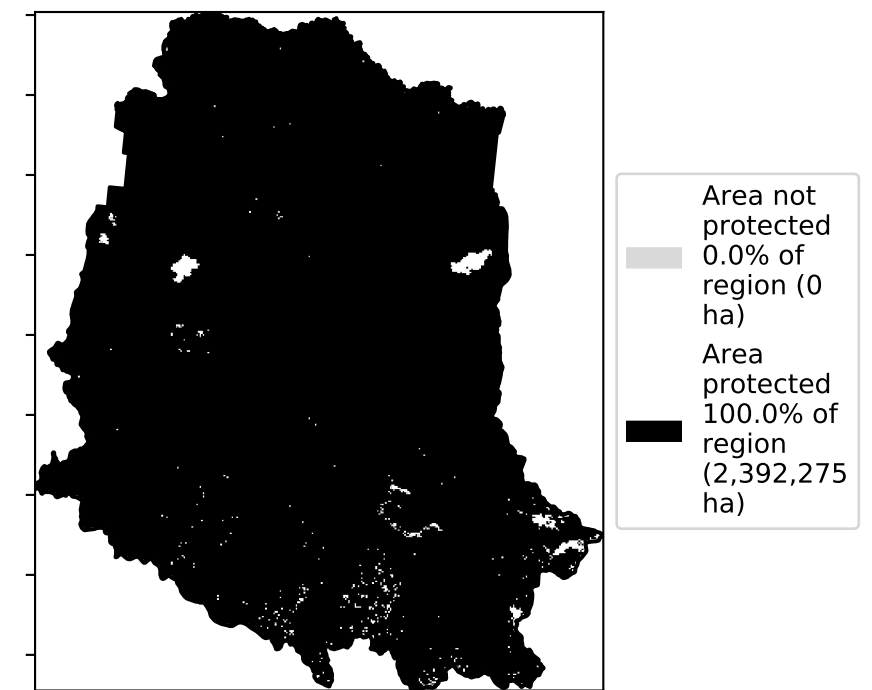 Area not
protected
0.0% of
region (0
ha)
Area
protected
100.0% of
region
(2,392,275
ha)